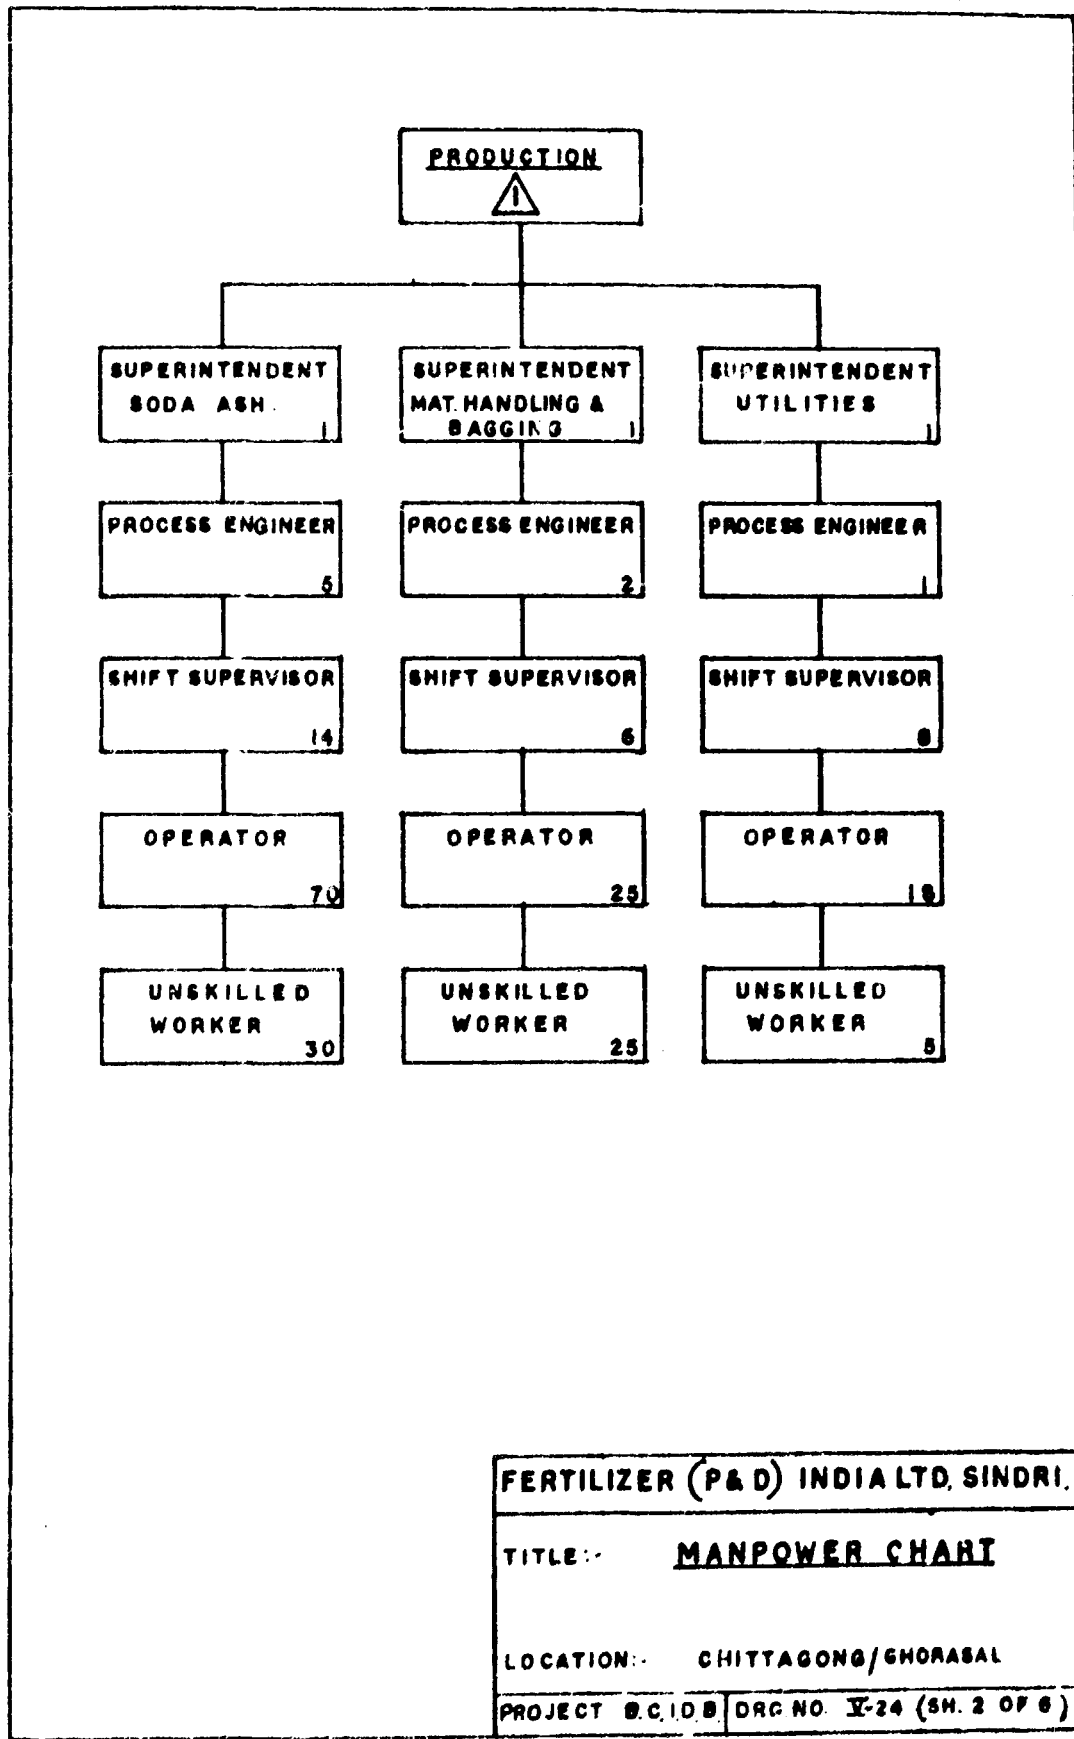 PRODUCTION
1
SUPERINTENDENT
SODA ASH.
1
SUPERINTENDENT
MAT. HANDLING &
BAGGING 1
SUPERINTENDENT
UTILITIES
1
PROCESS ENGINEER
5
PROCESS ENGINEER
2
PROCESS ENGINEER
1
SHIFT SUPERVISOR
14
SHIFT SUPERVISOR
6
SHIFT SUPERVISOR
OPERATOR
70
OPERATOR
25
OPERATOR
UNSKILLED
WORKER
30
UNSKILLED
WORKER
25
UNSKILLED
WORKER
5
FERTILIZER (P & D) INDIA LTD, SINDRI.
TITLE:- MANPOWER CHART
LOCATION:- CHITTAGONG/GHORASAL
PROJECT B.C.I.D.B DRG NO. V-24 (SH. 2 OF 6)